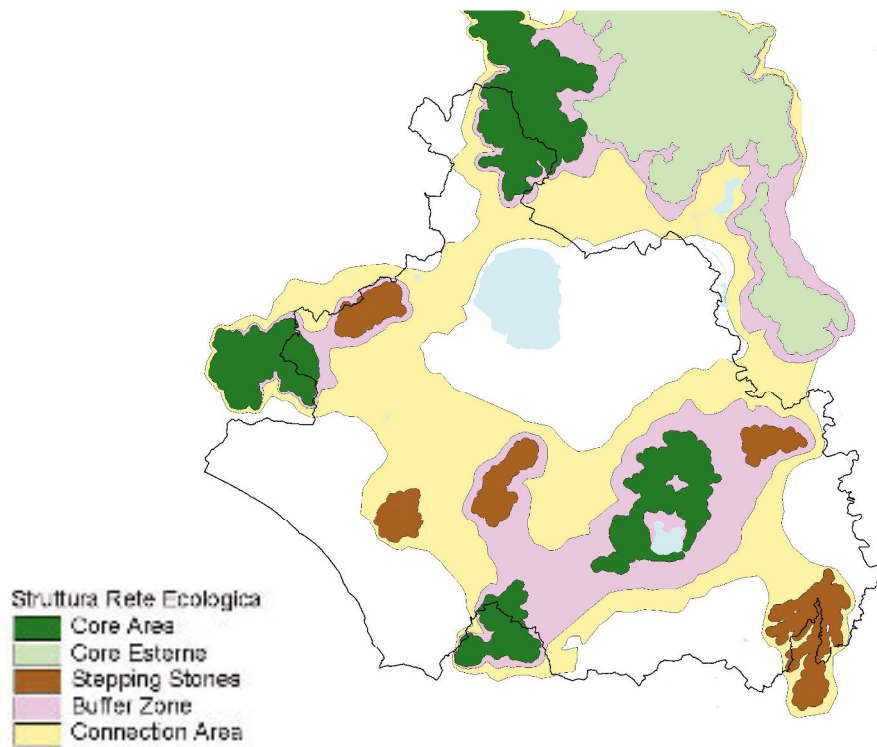 Struttura Rete Ecologica
Core Area
Core Esterne
Stepping Stones
Buffer Zone
Connection Area